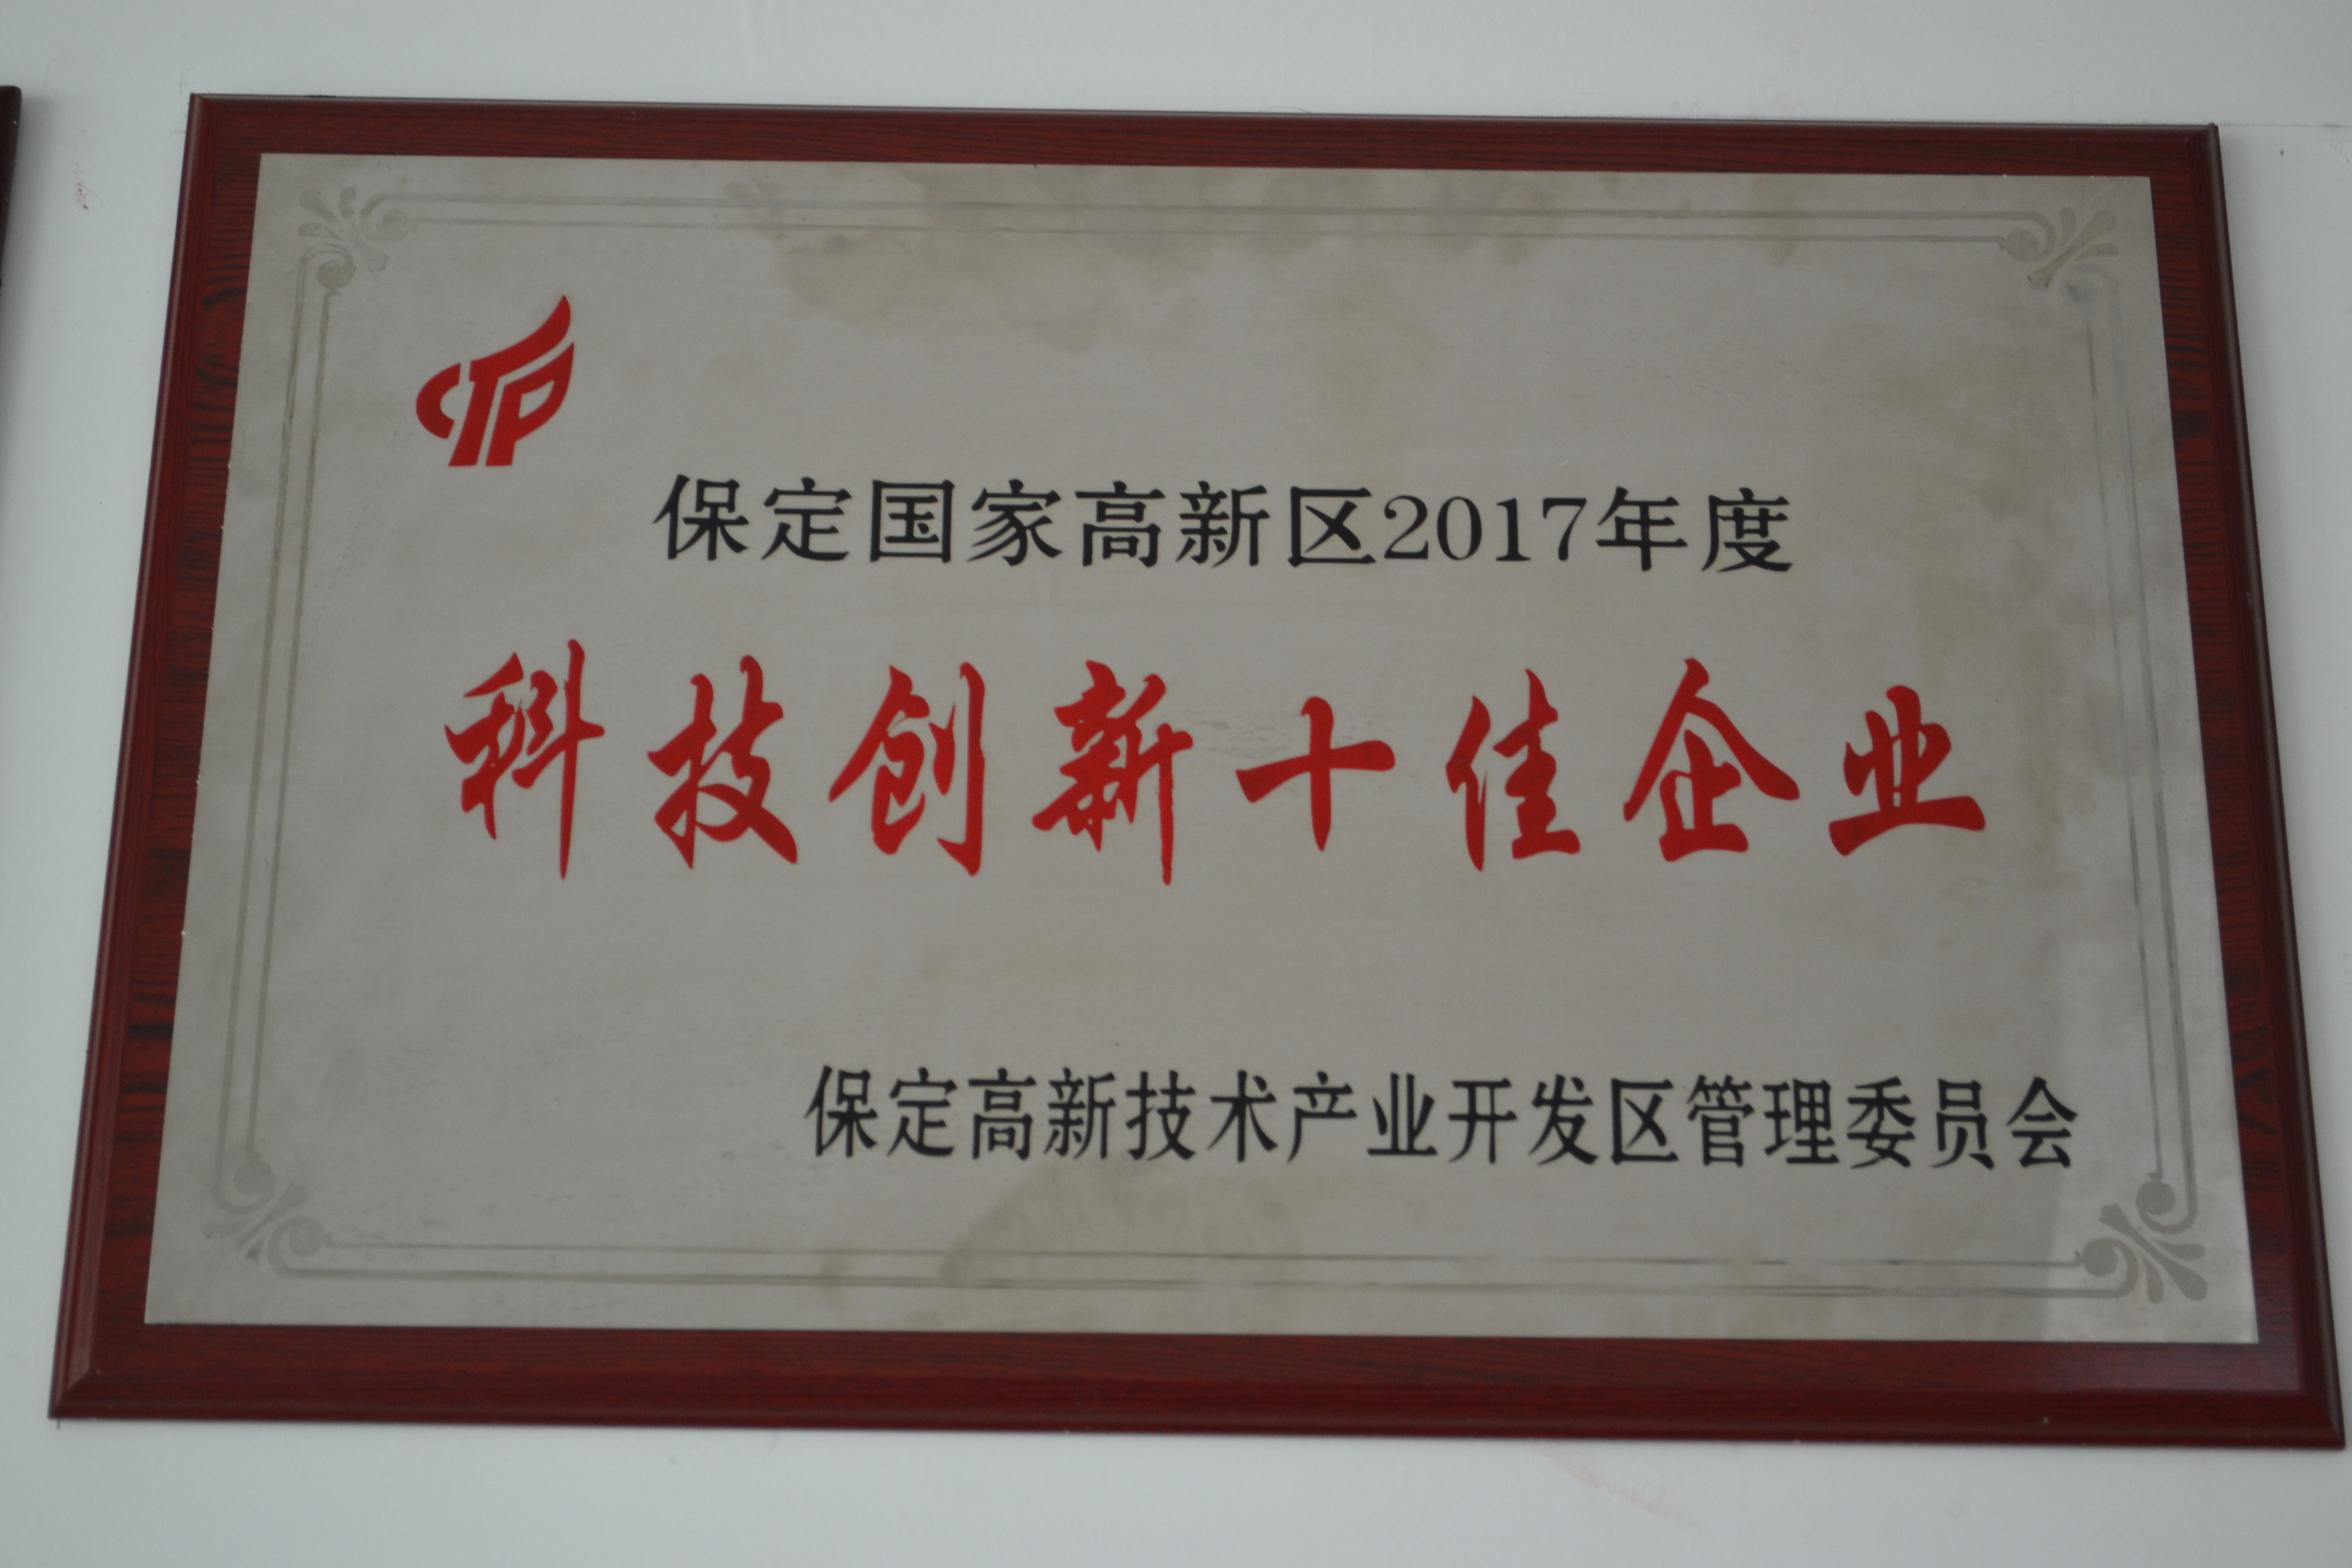 保定国家高新区2017年度
科技创新十佳企业
保定高新技术产业开发区管理委员会